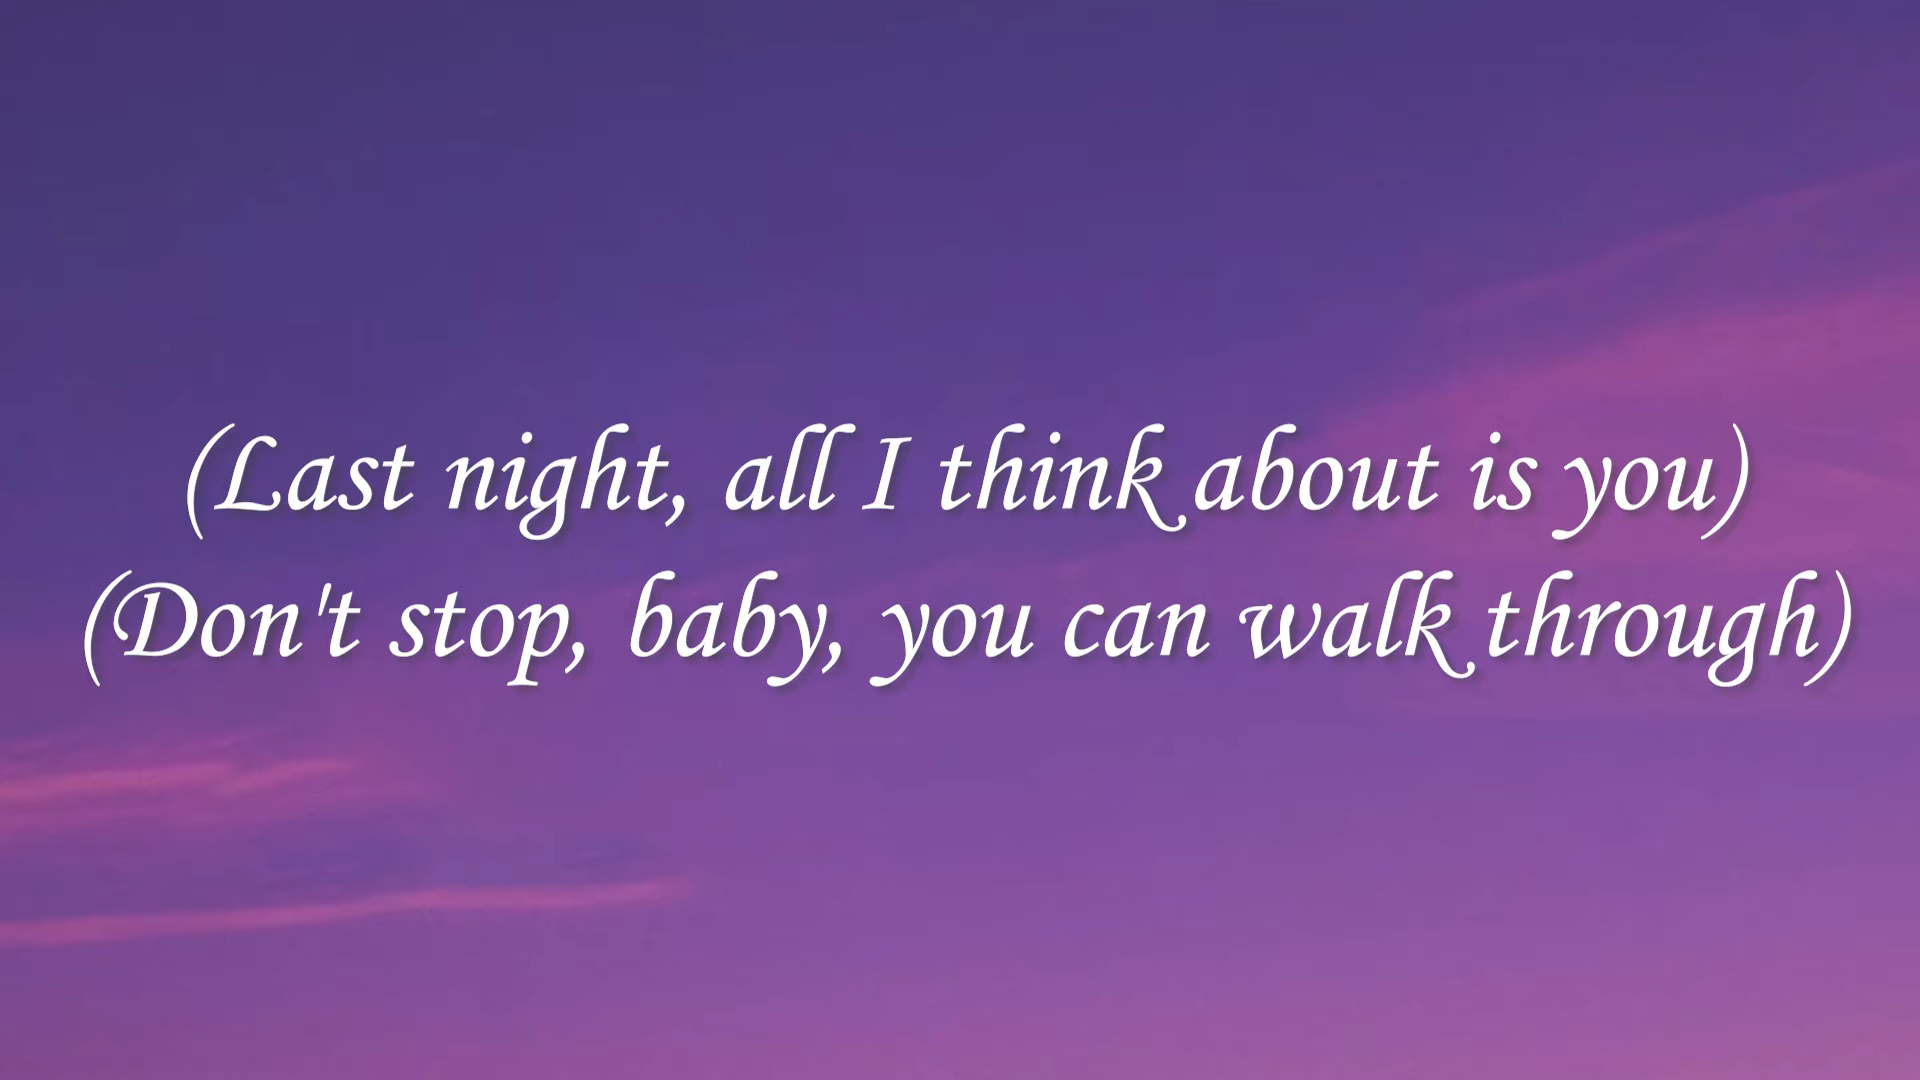 (Last night, all I think about is you)
(Don't stop, baby, you can walk through)